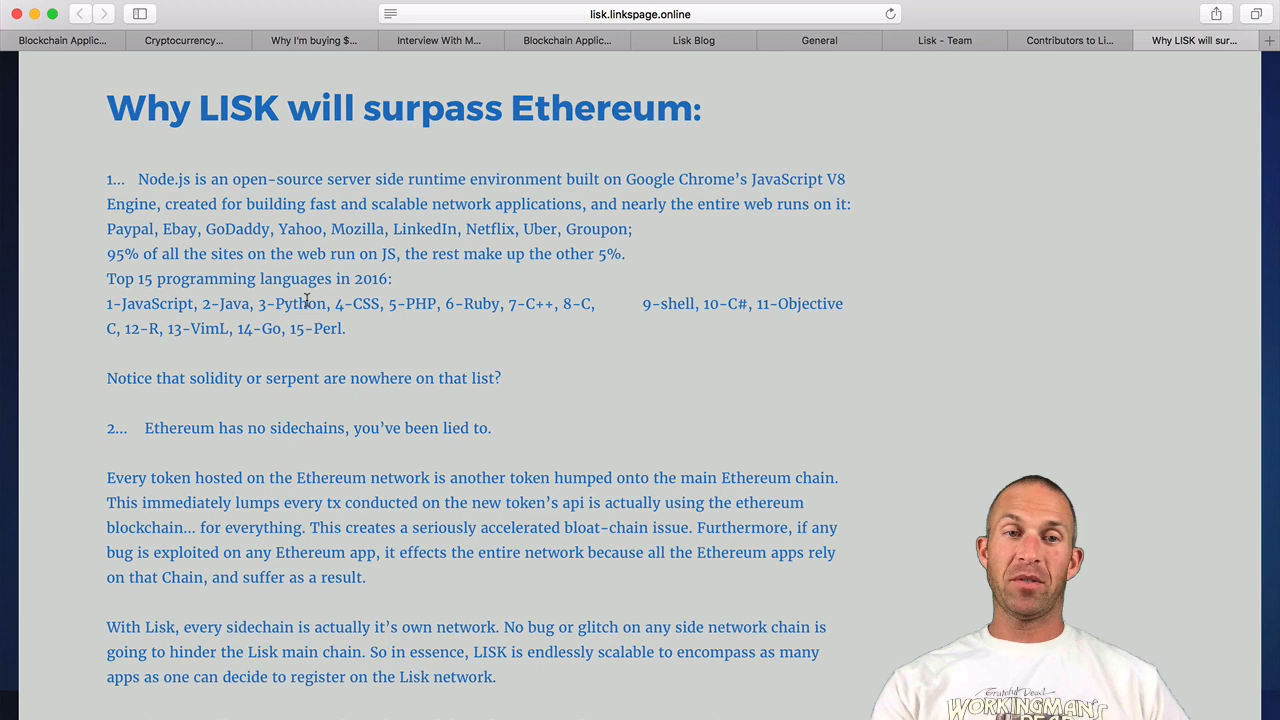 lisk.linkspage.online
Blockchain Applic...
Cryptocurrency...
Why I'm buying $...
Interview With M...
Blockchain Applic...
Lisk Blog
General
Lisk - Team
Contributors to Li...
Why LISK will sur...
Why LISK will surpass Ethereum:
1... Node.js is an open-source server side runtime environment built on Google Chrome's JavaScript V8
Engine, created for building fast and scalable network applications, and nearly the entire web runs on it:
Paypal, Ebay, GoDaddy, Yahoo, Mozilla, LinkedIn, Netflix, Uber, Groupon;
95% of all the sites on the web run on JS, the rest make up the other 5%.
Top 15 programming languages in 2016:
1-JavaScript, 2-Java, 3-Python, 4-CSS, 5-PHP, 6-Ruby, 7-C++, 8-C, 9-shell, 10-C#, 11-Objective
C, 12-R, 13-VimL, 14-Go, 15-Perl.
Notice that solidity or serpent are nowhere on that list?
2... Ethereum has no sidechains, you've been lied to.
Every token hosted on the Ethereum network is another token humped onto the main Ethereum chain.
This immediately lumps every tx conducted on the new token's api is actually using the ethereum
blockchain... for everything. This creates a seriously accelerated bloat-chain issue. Furthermore, if any
bug is exploited on any Ethereum app, it effects the entire network because all the Ethereum apps rely
on that Chain, and suffer as a result.
With Lisk, every sidechain is actually it's own network. No bug or glitch on any side network chain is
going to hinder the Lisk main chain. So in essence, LISK is endlessly scalable to encompass as many
apps as one can decide to register on the Lisk network.
Grateful Dead
WORKINGMAN'S
DEAD